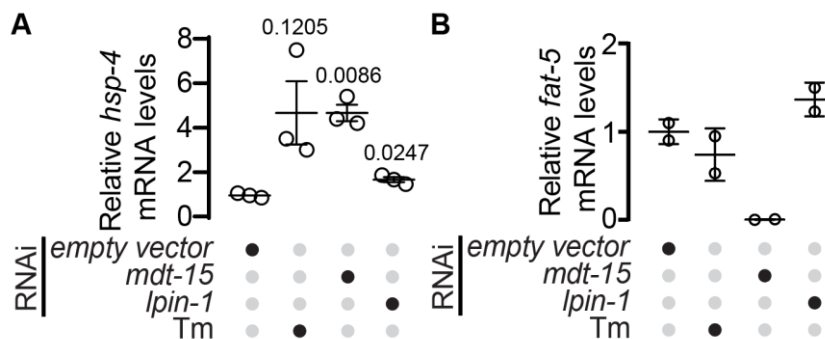 A
Relative hsp-4
mRNA levels
8
6
4
2
0
0.1205
0.0086
0.0247
RNAi
empty vector
mdt-15
lpin-1
Tm
B
Relative fat-5
mRNA levels
2
1
0
RNAi
empty vector
mdt-15
lpin-1
Tm